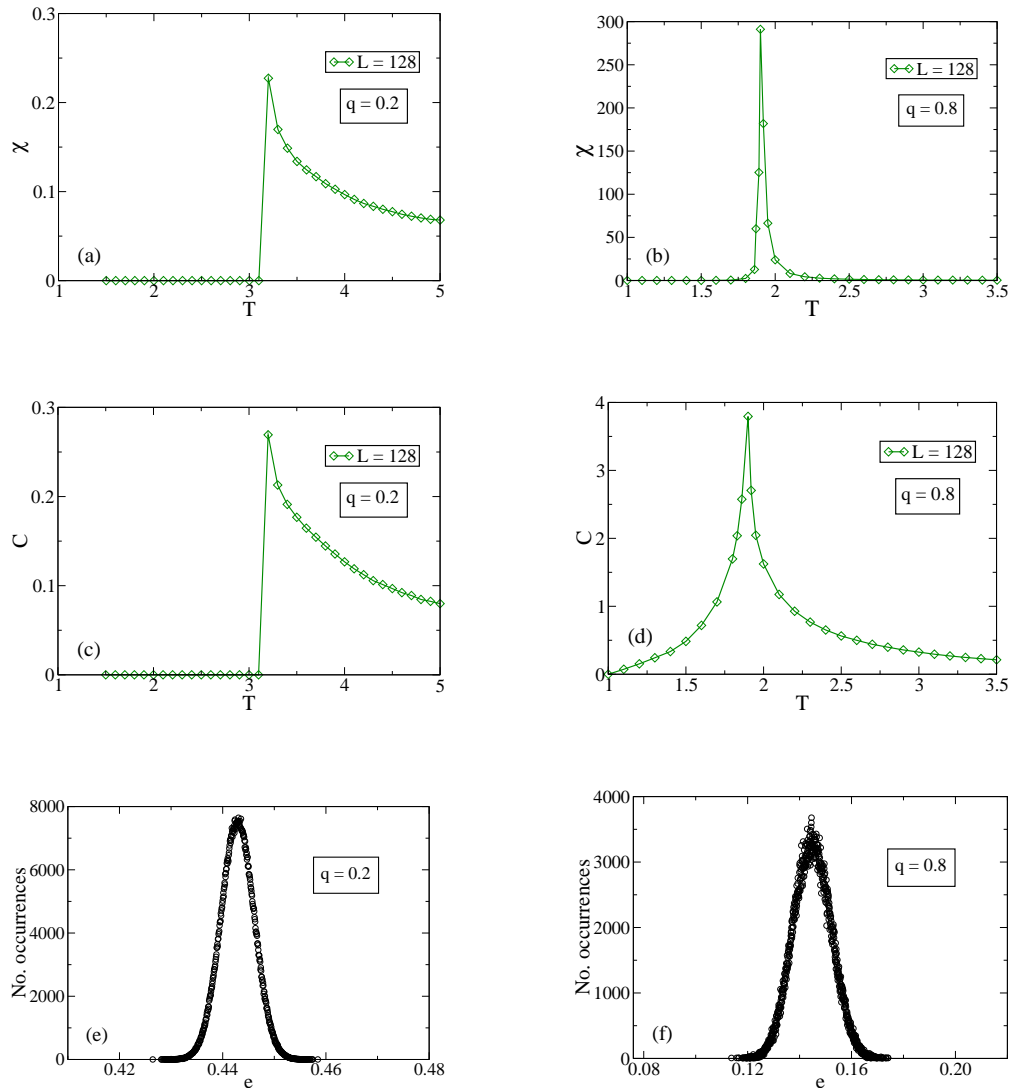 0.3
0.2
0.1
0
χ
L = 128
q = 0.2
(a)
1 2 3 4 5
T
300
250
200
150
100
50
0
χ
L = 128
q = 0.8
(b)
1 1.5 2 2.5 3 3.5
T
0.3
0.2
0.1
0
C
L = 128
q = 0.2
(c)
1 2 3 4 5
T
4
3
2
1
0
C
L = 128
q = 0.8
(d)
1 1.5 2 2.5 3 3.5
T
8000
6000
4000
2000
0
No. occurrences
q = 0.2
(e)
0.42 0.44 0.46 0.48
e
4000
3000
2000
1000
0
No. occurrences
q = 0.8
(f)
0.08 0.12 0.16 0.20
e